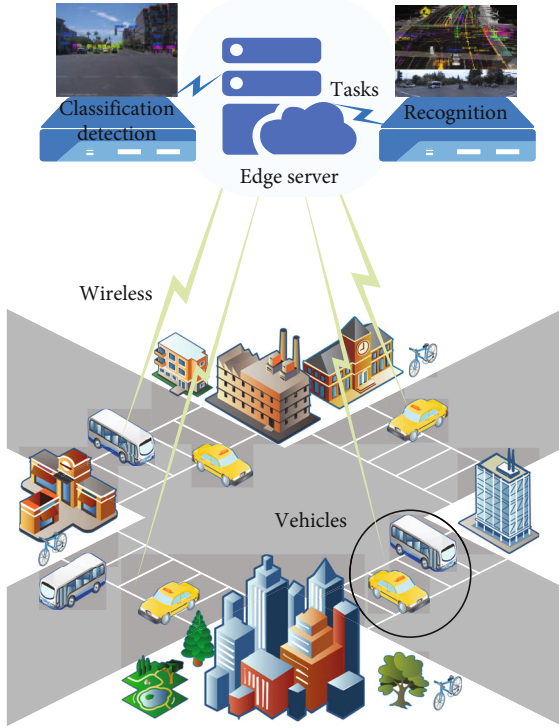 Tasks
Classification
detection
Recognition
Edge server
Wireless
Vehicles